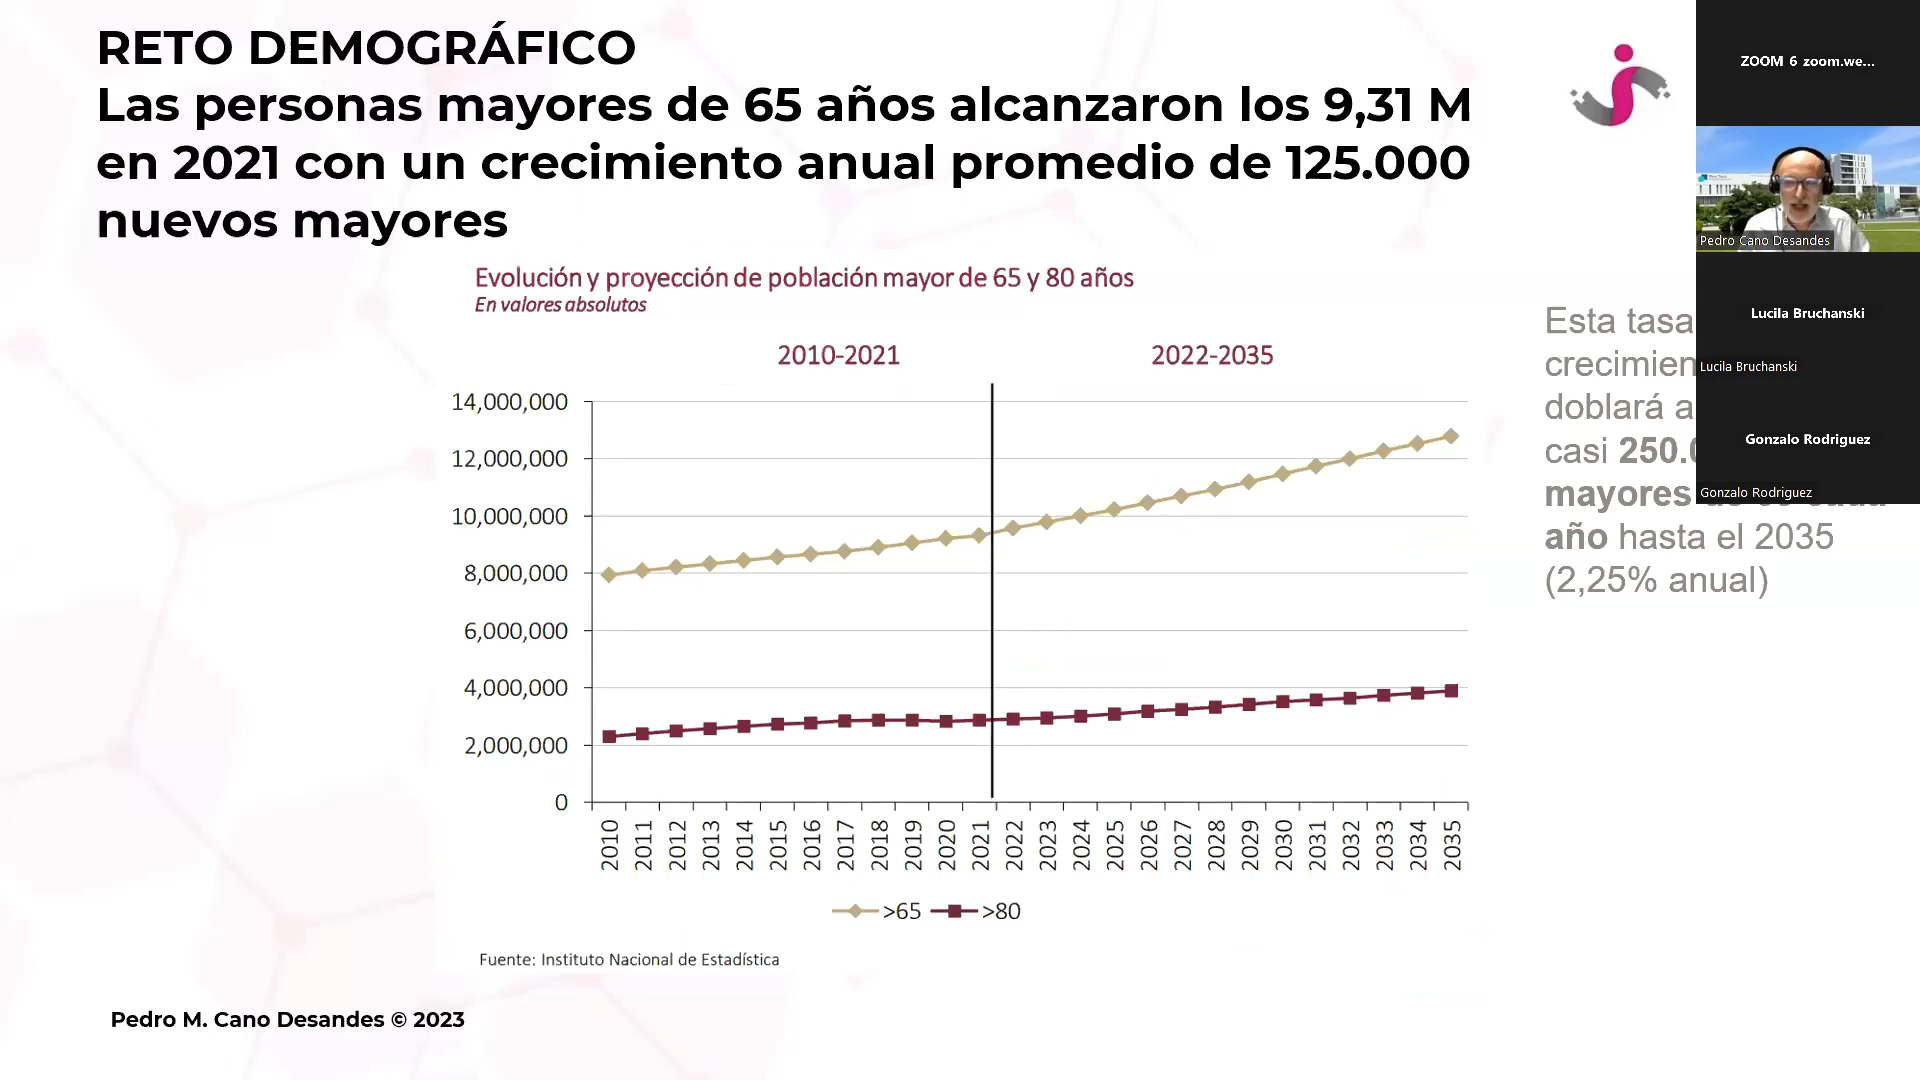 RETO DEMOGRÁFICO
Las personas mayores de 65 años alcanzaron los 9,31 M
en 2021 con un crecimiento anual promedio de 125.000
nuevos mayores
Evolución y proyección de población mayor de 65 y 80 años
En valores absolutos
2010-2021
2022-2035
14,000,000
12,000,000
10,000,000
8,000,000
6,000,000
4,000,000
2,000,000
0
2010
2011
2012
2013
2014
2015
2016
2017
2018
2019
2020
2021
2022
2023
2024
2025
2026
2027
2028
2029
2030
2031
2032
2033
2034
2035
>65
>80
Fuente: Instituto Nacional de Estadística
Pedro M. Cano Desandes © 2023
Esta tasa
crecimien
doblará a
casi 250.0
mayores
año hasta el 2035
(2,25% anual)
ZOOM 6 zoom.we...
Pedro Cano Desandes
Lucila Bruchanski
Lucila Bruchanski
Gonzalo Rodriguez
Gonzalo Rodriguez